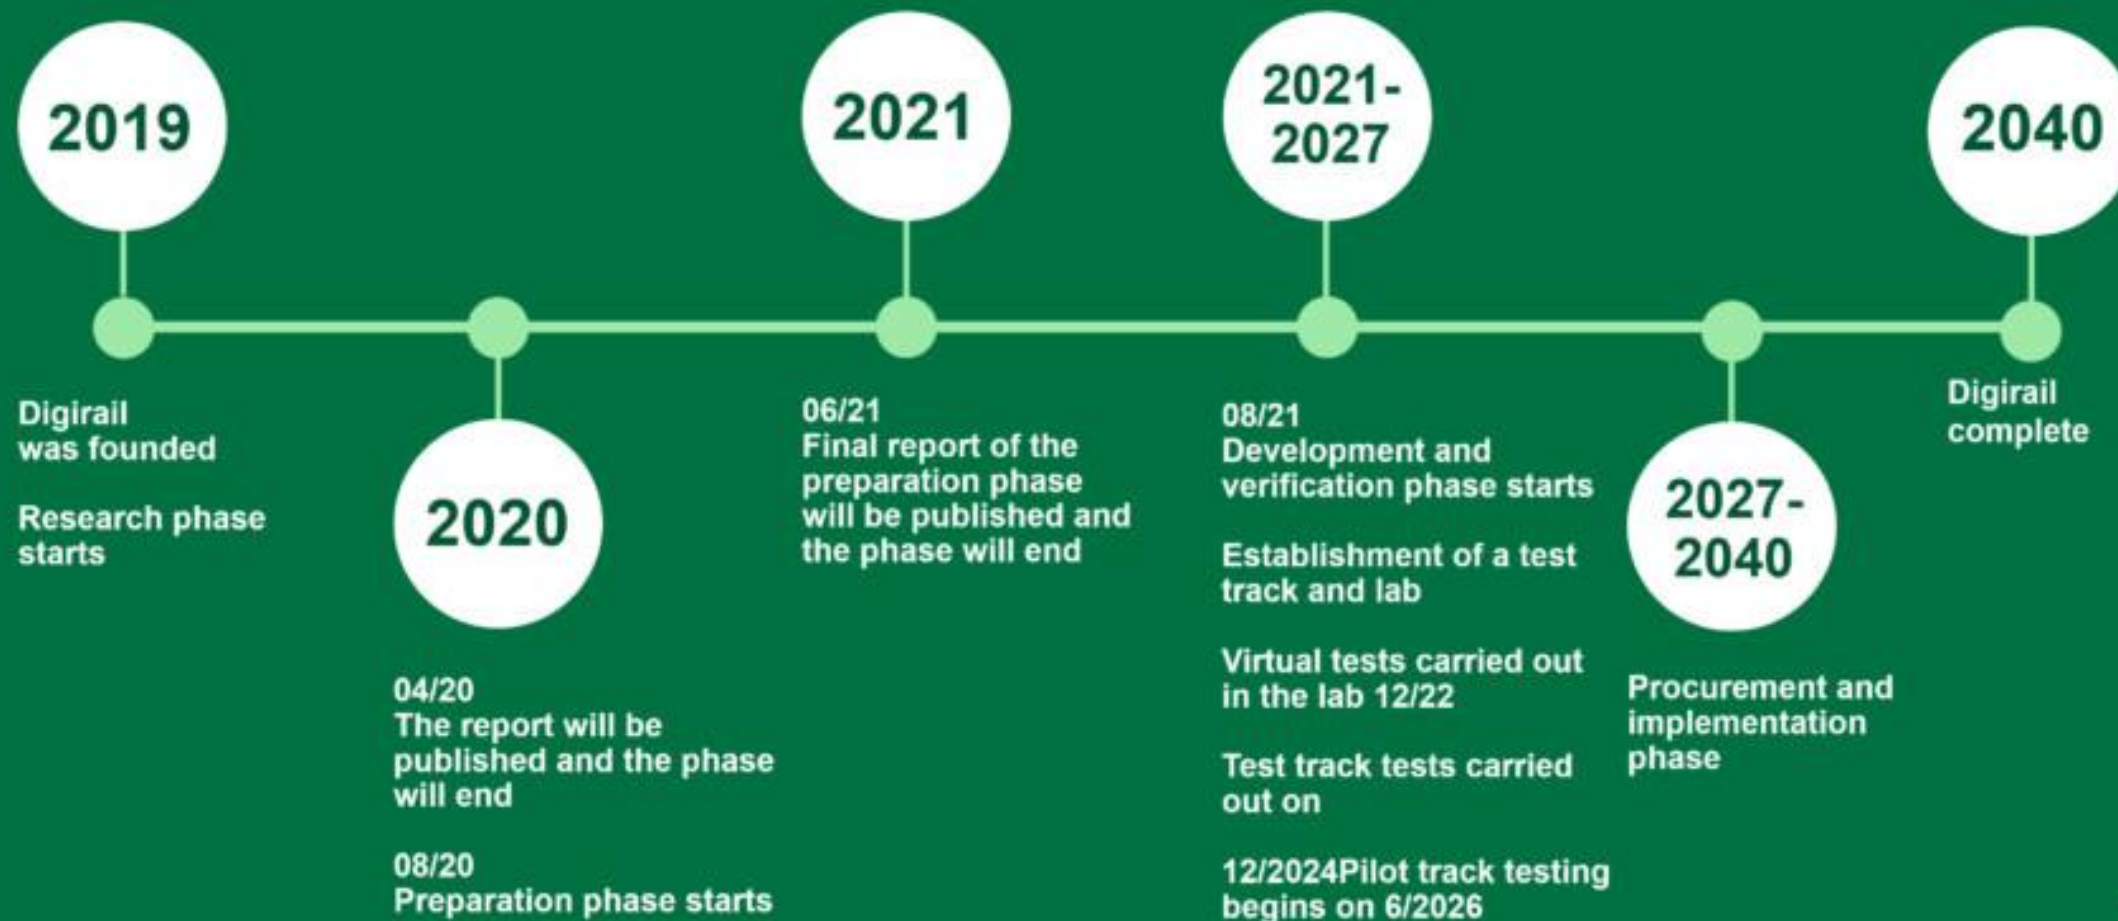 2019
Digirail
was founded
Research phase
starts
2020
04/20
The report will be
published and the phase
will end
08/20
Preparation phase starts
2021
06/21
Final report of the
preparation phase
will be published and
the phase will end
2021-
2027
08/21
Development and
verification phase starts
Establishment of a test
track and lab
Virtual tests carried out
in the lab 12/22
Test track tests carried
out on
12/2024Pilot track testing
begins on 6/2026
2027-
2040
Procurement and
implementation
phase
2040
Digirail
complete